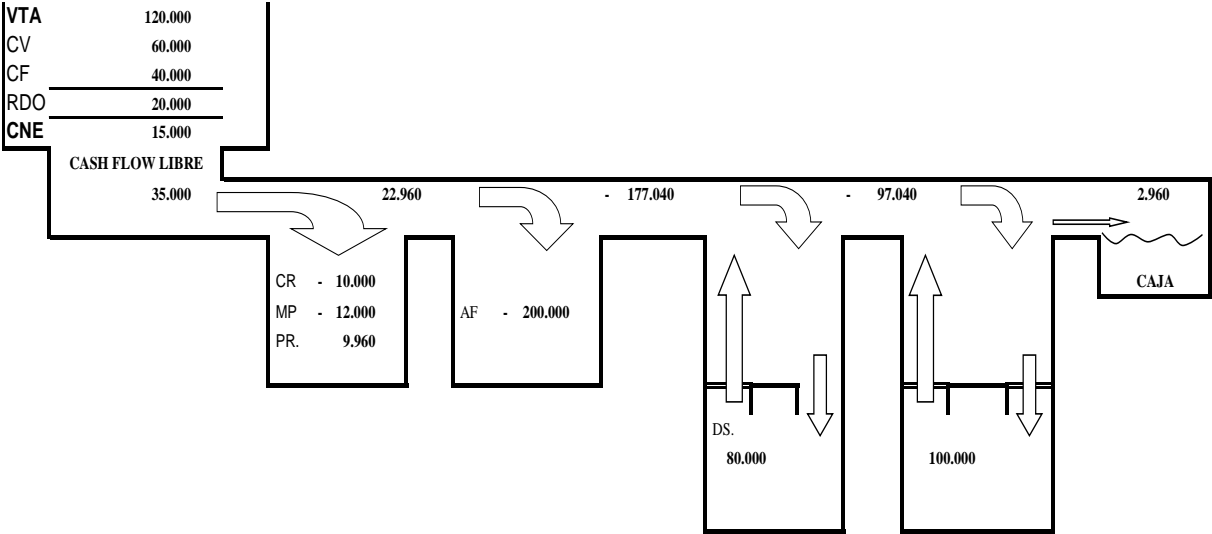 VTA 120.000
CV 60.000
CF 40.000
RDO 20.000
CNE 15.000
CASH FLOW LIBRE
35.000 22.960 - 177.040 - 97.040 2.960
CR - 10.000 CAJA
MP - 12.000 AF - 200.000
PR. 9.960
DS.
80.000 100.000